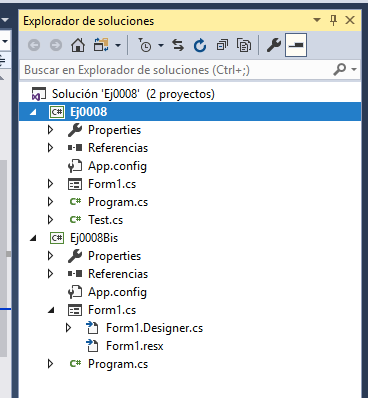 Explorador de soluciones
Buscar en Explorador de soluciones (Ctrl+;)
Solución 'Ej0008' (2 proyectos)
C# Ej0008
Properties
Referencias
App.config
Form1.cs
C# Program.cs
C# Test.cs
C# Ej0008Bis
Properties
Referencias
App.config
Form1.cs
Form1.Designer.cs
Form1.resx
C# Program.cs